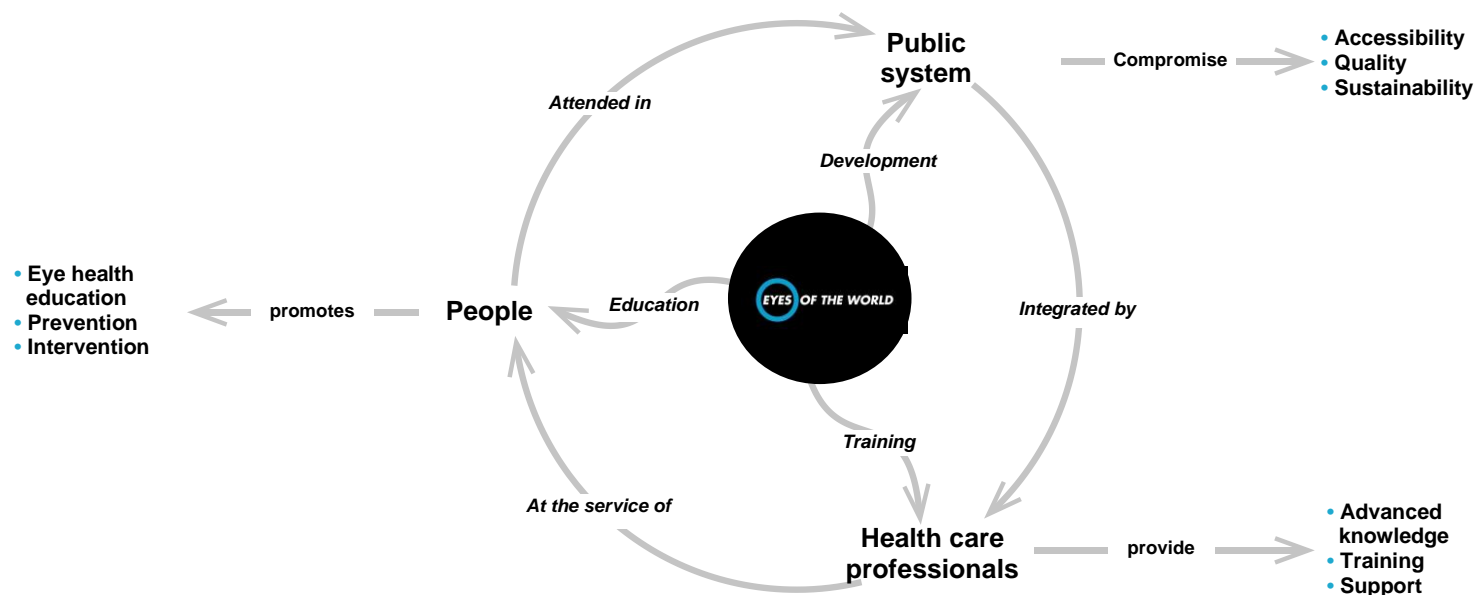 Public
system
Compromise
• Accessibility
• Quality
• Sustainability
Attended in
Development
• Eye health
education
• Prevention
• Intervention
promotes
People
Education
EYES OF THE WORLD
Integrated by
Training
At the service of
Health care
professionals
provide
• Advanced
knowledge
• Training
• Support